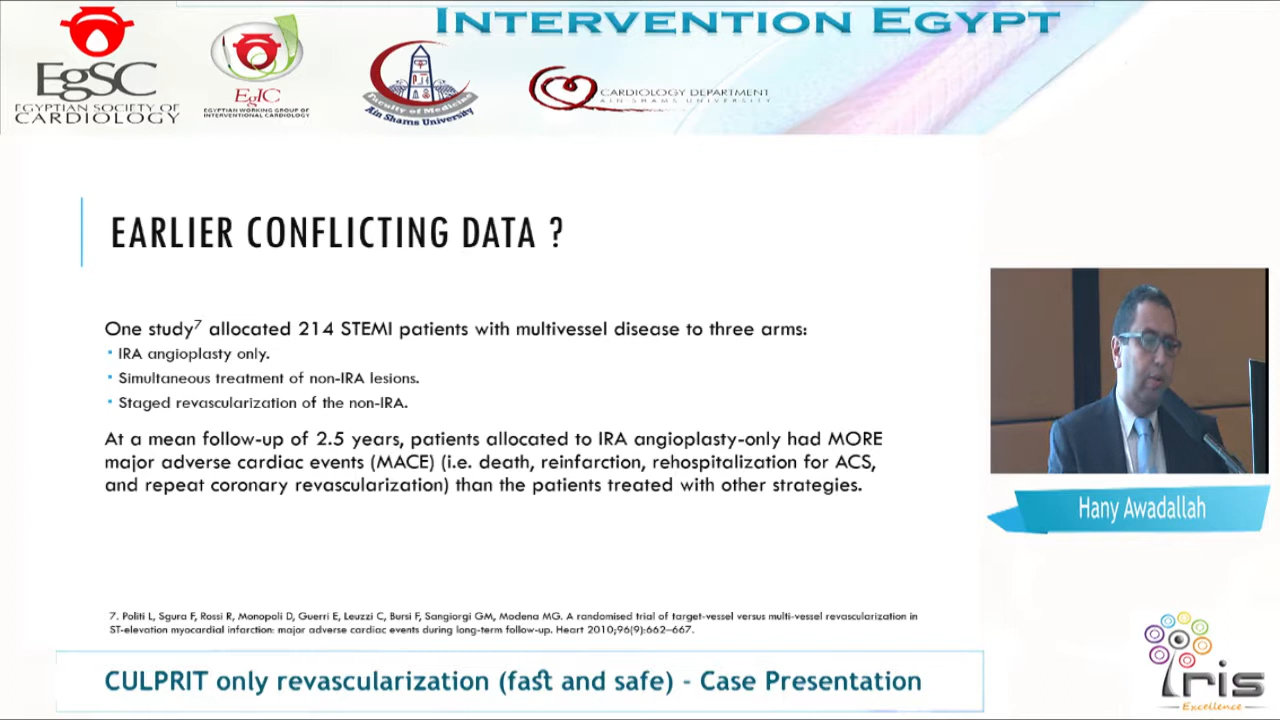 INTERVENTION EGYPT
EgSC
EGYPTIAN SOCIETY OF
CARDIOLOGY
EgIC
EGYPTIAN WORKING GROUP OF
INTERVENTIONAL CARDIOLOGY
Faculty of Medicine
Ain Shams University
CARDIOLOGY DEPARTMENT
AIN SHAMS UNIVERSITY
EARLIER CONFLICTING DATA ?
One study7 allocated 214 STEMI patients with multivessel disease to three arms:
• IRA angioplasty only.
• Simultaneous treatment of non-IRA lesions.
• Staged revascularization of the non-IRA.
At a mean follow-up of 2.5 years, patients allocated to IRA angioplasty-only had MORE
major adverse cardiac events (MACE) (i.e. death, reinfarction, rehospitalization for ACS,
and repeat coronary revascularization) than the patients treated with other strategies.
Hany Awadallah
7. Politi L, Sgura F, Rossi R, Monopoli D, Guerri E, Leuzzi C, Bursi F, Sangiorgi GM, Modena MG. A randomised trial of target-vessel versus multi-vessel revascularization in
ST-elevation myocardial infarction: major adverse cardiac events during long-term follow-up. Heart 2010;96(9):662–667.
CULPRIT only revascularization (fast and safe) - Case Presentation
iris
Excellence